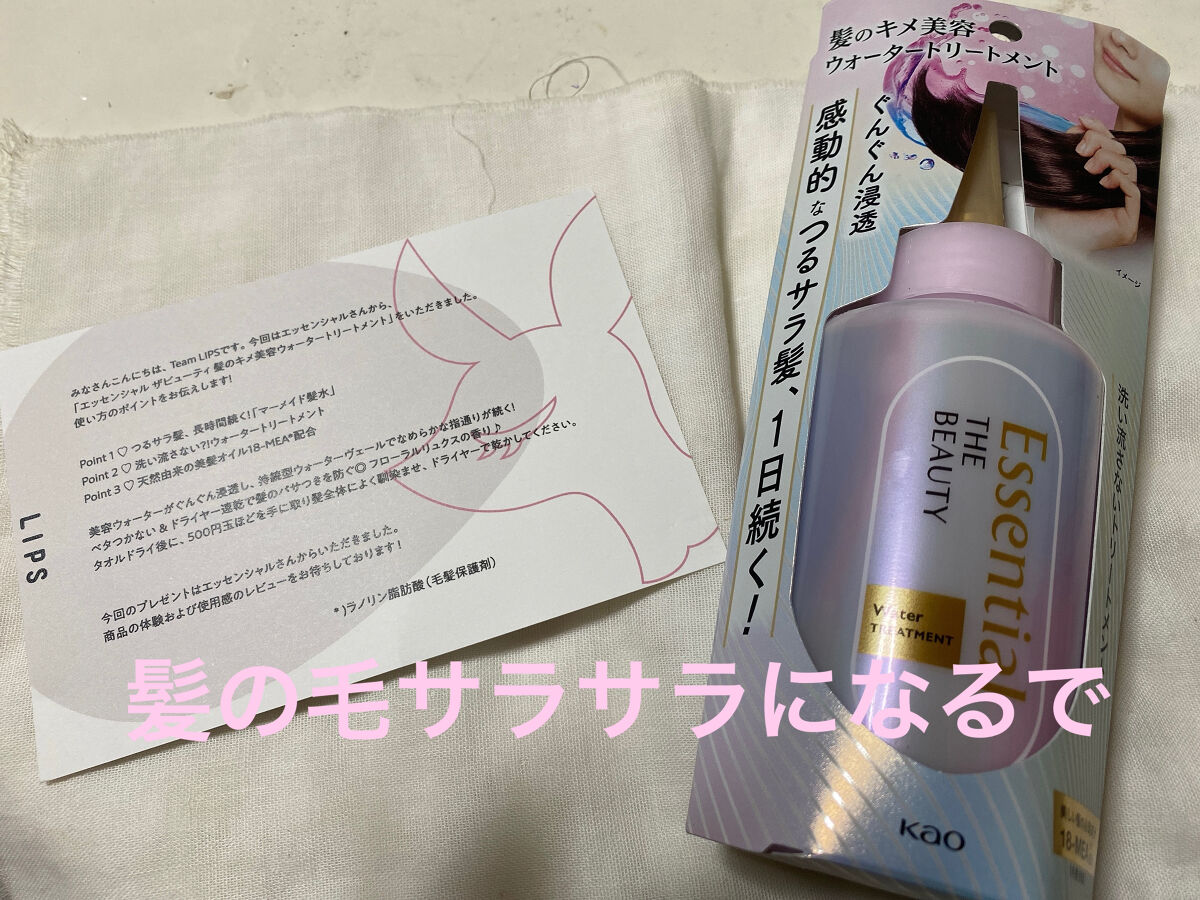 みなさんこんにちは、Team LIPSです。今回はエッセンシャルさんから、
「エッセンシャル ザビューティ 髪のキメ美容ウォータートリートメント」をいただきました。
使い方のポイントをお伝えします!
Point 1♡ つるサラ髪、長時間続く!「マーメイド髪水」
Point 2♡ 洗い流さない?!ウォータートリートメント
Point 3♡ 天然由来の美髪オイル18-MEA*配合
美容ウォーターがぐんぐん浸透し、持続型ウォーターヴェールでなめらかな指通りが続く!
ベタつかない&ドライヤー速乾で髪のパサつきを防ぐ◎ フローラルリュクスの香り♪
タオルドライ後に、500円玉ほどを手に取り髪全体によく馴染ませ、ドライヤーで乾かしてください。
今回のプレゼントはエッセンシャルさんからいただきました。
商品の体験および使用感のレビューをお待ちしております!
*)ラノリン脂肪酸(毛髪保護剤)
LIPS
髪のキメ美容
ウォータートリートメント
ぐんぐん浸透
感動的なつるサラ髪、1日続く!
イメージ
洗い流さないトリートメント
Essential
THE
BEAUTY
Water
TREATMENT
Kao
18-MEA
髪の毛サラサラになるで